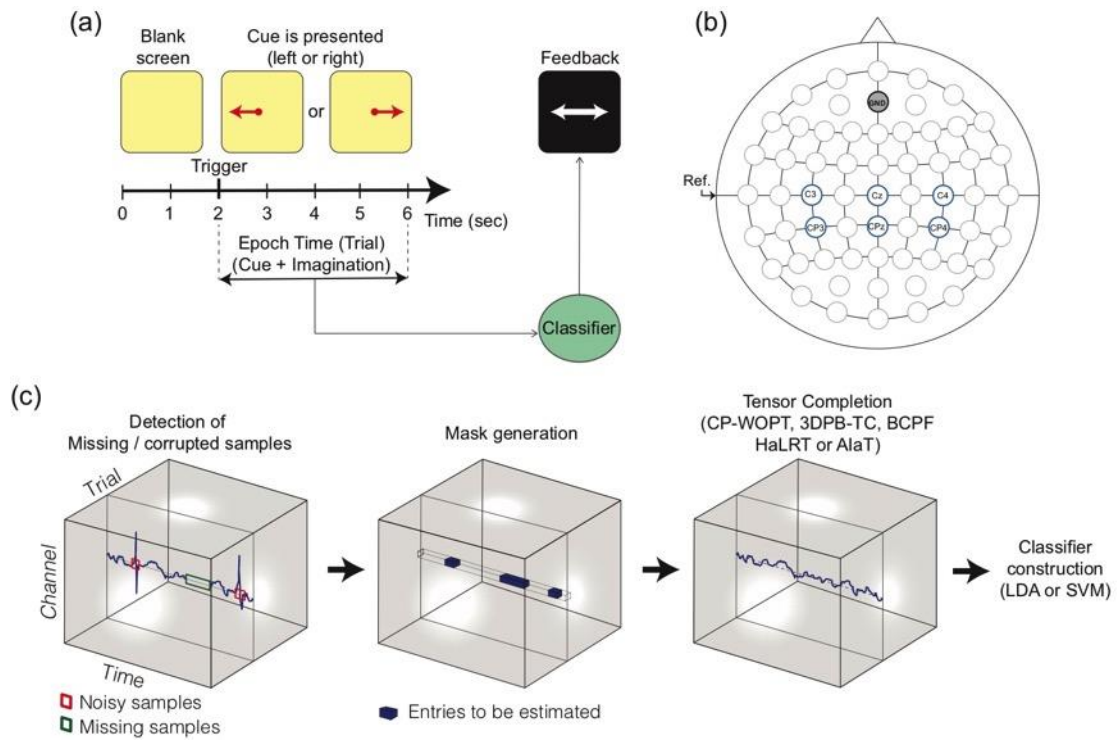 (a)
Blank
screen
Cue is presented
(left or right)
Feedback
or
Trigger
0 1 2 3 4 5 6 Time (sec)
Epoch Time (Trial)
(Cue + Imagination)
Classifier
(b)
GND
Ref.
C3 Cz C4
CP3 CPz CP4
(c)
Detection of
Missing / corrupted samples
Trial
Channel
Time
Noisy samples
Missing samples
Mask generation
Entries to be estimated
Tensor Completion
(CP-WOPT, 3DPB-TC, BCPF
HaLRT or AlaT)
Classifier
construction
(LDA or SVM)